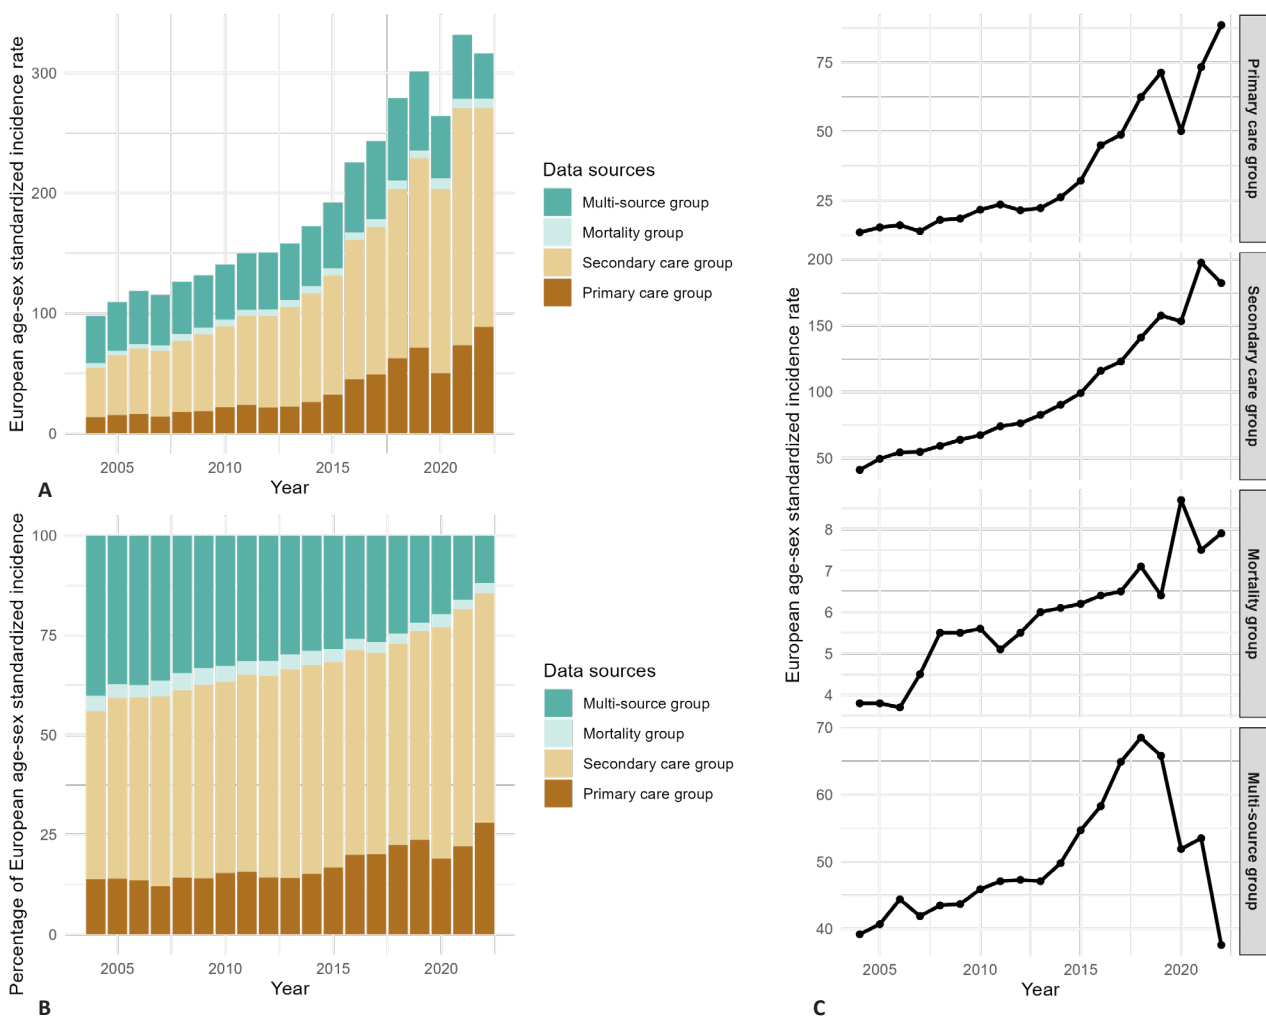 European age-sex standardized incidence rate
300
200
100
0
2005
2010
2015
2020
Year
A
Data sources
Multi-source group
Mortality group
Secondary care group
Primary care group
Percentage of European age-sex standardized incidence
100
75
50
25
0
2005
2010
2015
2020
Year
B
Data sources
Multi-source group
Mortality group
Secondary care group
Primary care group
European age-sex standardized incidence rate
75
50
25
Primary care group
200
150
100
50
Secondary care group
8
7
6
5
4
Mortality group
70
60
50
40
Multi-source group
2005
2010
2015
2020
Year
C